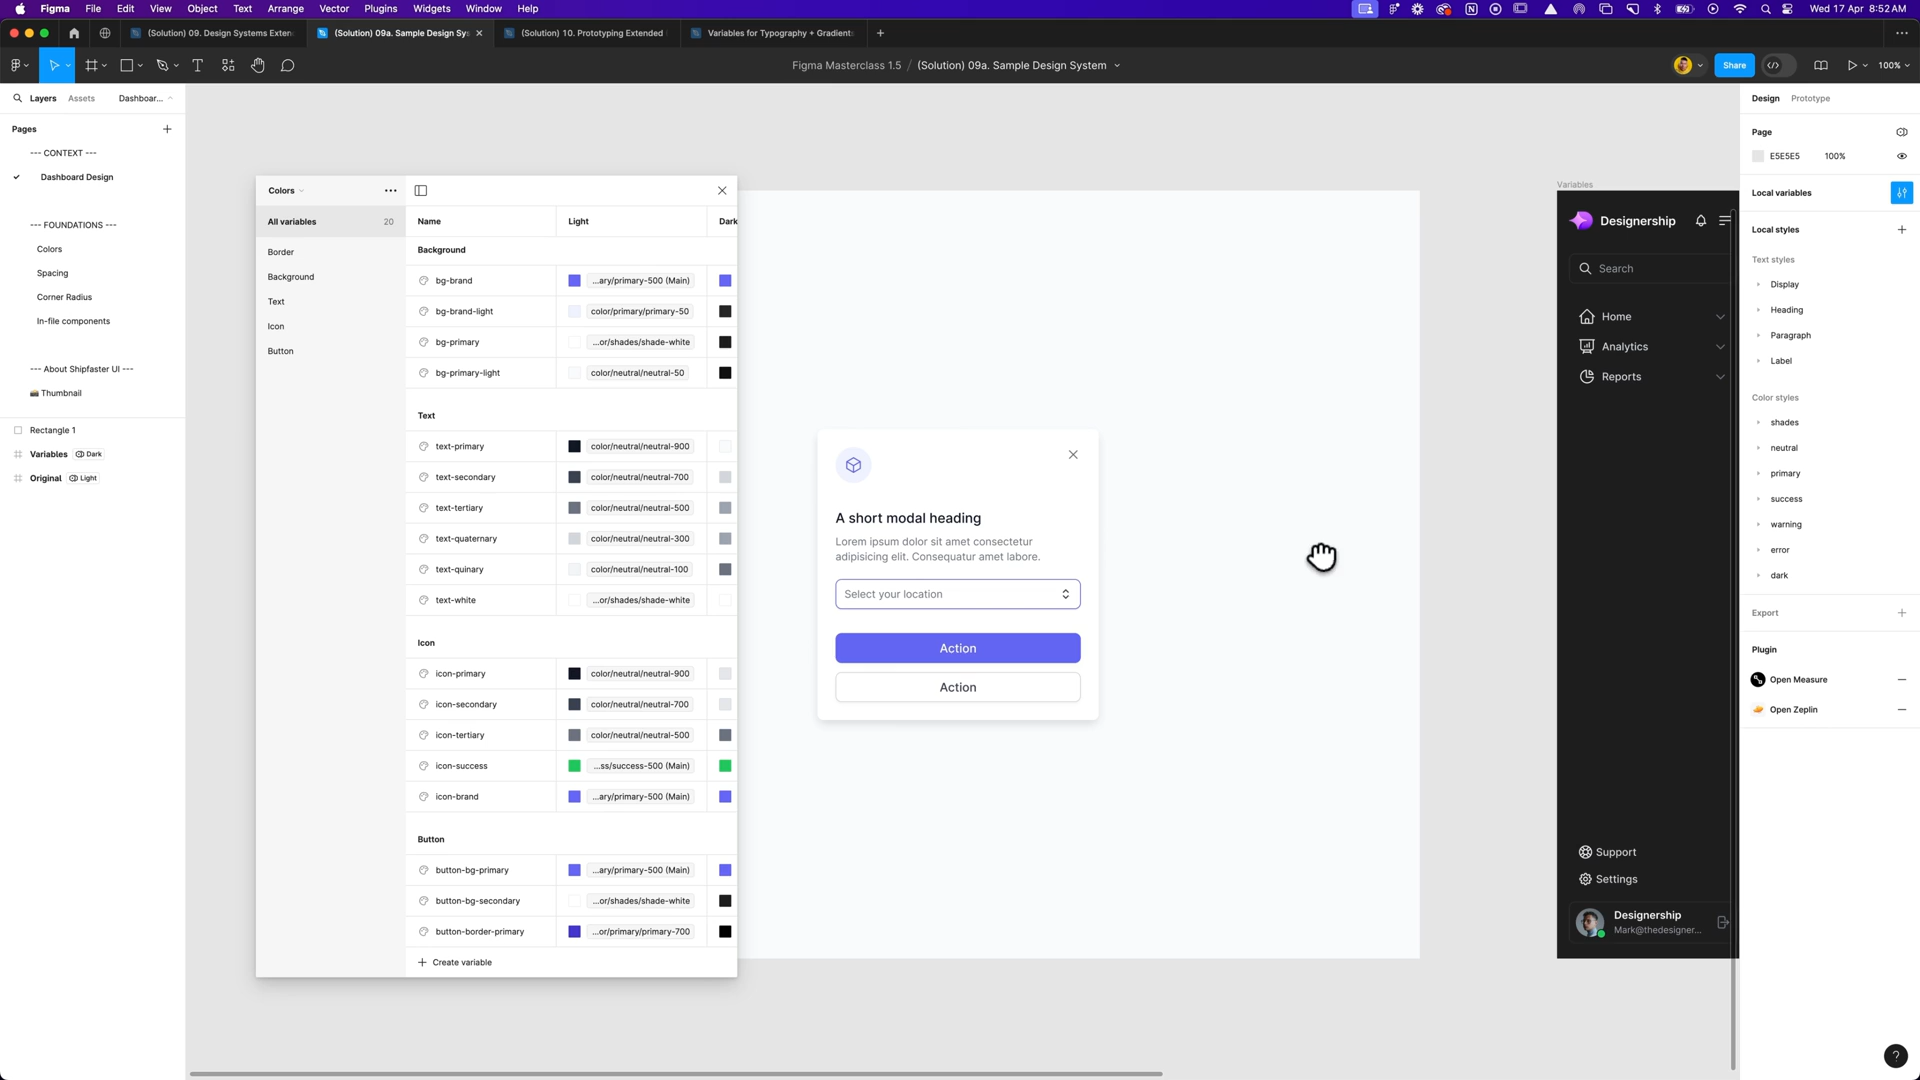 Figma File Edit View Object Text Arrange Vector Plugins Widgets Window Help Wed 17 Apr 8:52 AM
(Solution) 09. Design Systems Exten
(Solution) 09a. Sample Design Sy
(Solution) 10. Prototyping Extended
Variables for Typography + Gradient
Figma Masterclass 1.5 / (Solution) 09a. Sample Design System
Share
100%
Layers Assets Dashboar...
Pages
--- CONTEXT ---
Dashboard Design
--- FOUNDATIONS ---
Colors
Spacing
Corner Radius
In-file components
--- About Shipfaster UI ---
Thumbnail
Rectangle 1
Variables Dark
Original Light
Colors
All variables 20
Border
Background
Text
Icon
Button
Name Light Dark
Background
bg-brand ...ary/primary-500 (Main)
bg-brand-light color/primary/primary-50
bg-primary ...or/shades/shade-white
bg-primary-light color/neutral/neutral-50
Text
text-primary color/neutral/neutral-900
text-secondary color/neutral/neutral-700
text-tertiary color/neutral/neutral-500
text-quaternary color/neutral/neutral-300
text-quinary color/neutral/neutral-100
text-white ...or/shades/shade-white
Icon
icon-primary color/neutral/neutral-900
icon-secondary color/neutral/neutral-700
icon-tertiary color/neutral/neutral-500
icon-success ...ss/success-500 (Main)
icon-brand ...ary/primary-500 (Main)
Button
button-bg-primary ...ary/primary-500 (Main)
button-bg-secondary ...or/shades/shade-white
button-border-primary ...or/primary/primary-700
Create variable
A short modal heading
Lorem ipsum dolor sit amet consectetur
adipisicing elit. Consequatur amet labore.
Select your location
Action
Action
Variables
Designership
Search
Home
Analytics
Reports
Support
Settings
Designership
Mark@thedesigner...
Design Prototype
Page
E5E5E5 100%
Local variables
Local styles
Text styles
Display
Heading
Paragraph
Label
Color styles
shades
neutral
primary
success
warning
error
dark
Export
Plugin
Open Measure
Open Zeplin
?